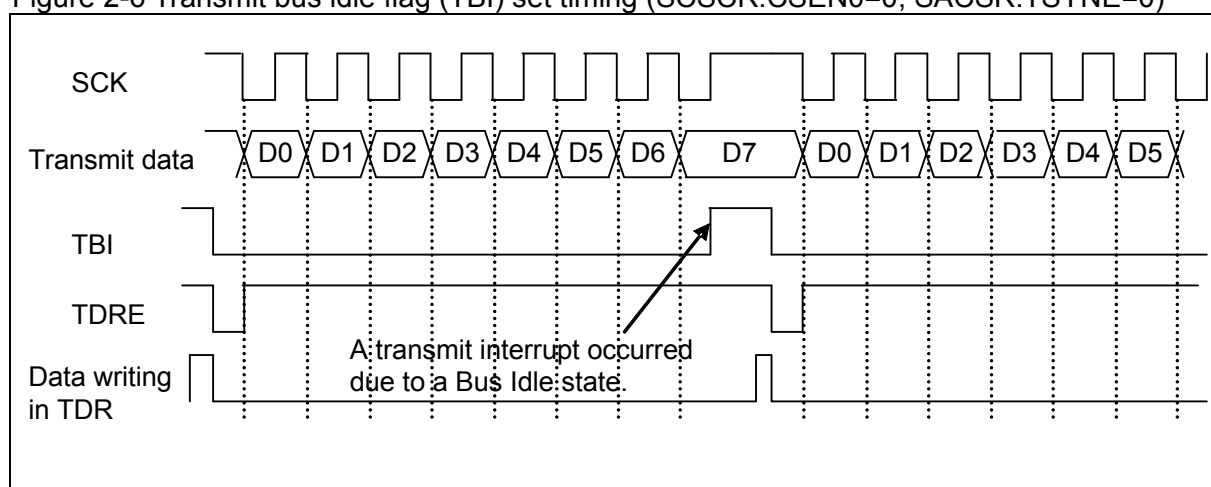 Figure 2-6 Transmit bus idle flag (TBI) set timing (SCSCR:CSEN0=0, SACSR:TSYNE=0)
SCK
Transmit data D0 D1 D2 D3 D4 D5 D6 D7 D0 D1 D2 D3 D4 D5
TBI
TDRE
A transmit interrupt occurred
due to a Bus Idle state.
Data writing
in TDR